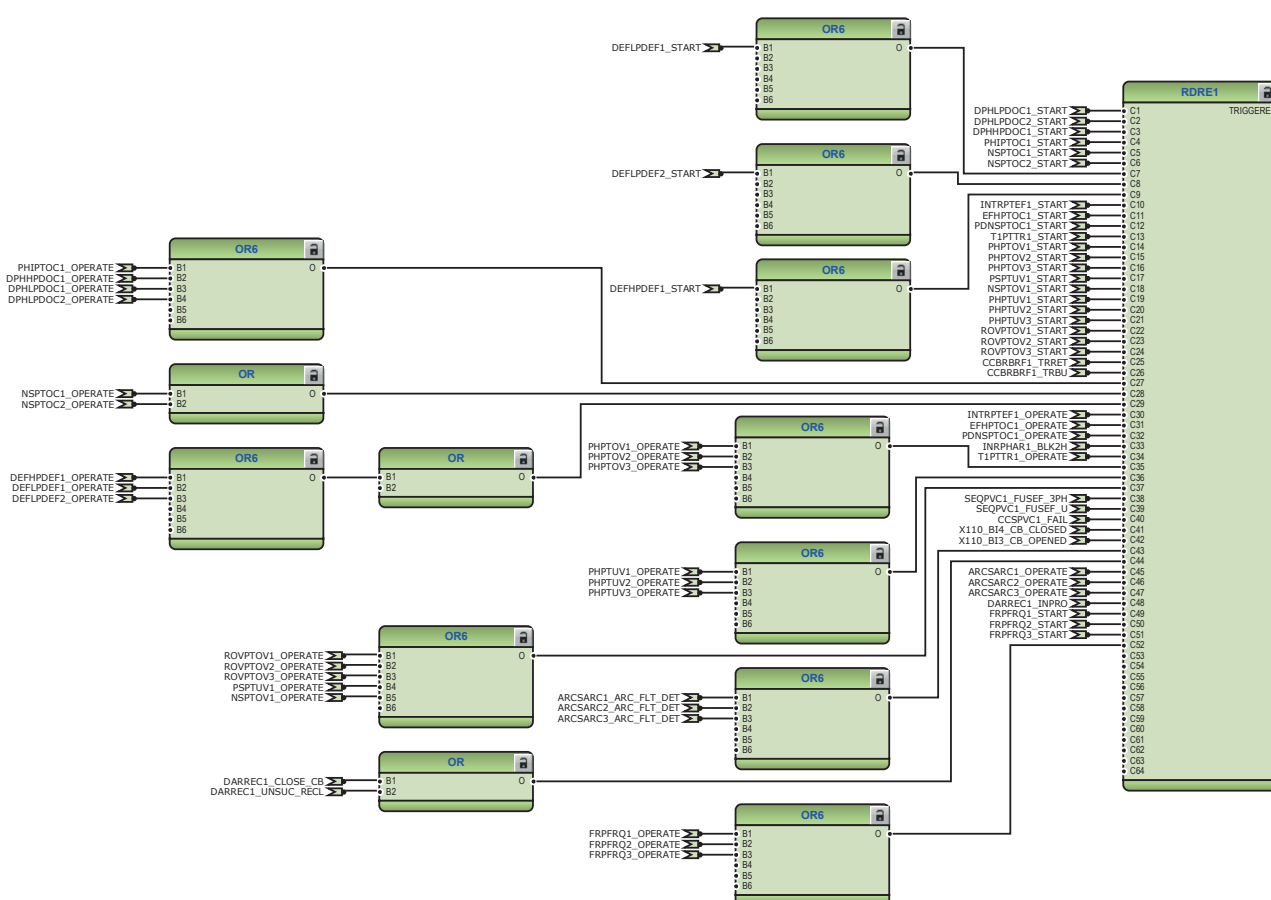 OR6
DEFLPDEF1_START
B1
O
B2
B3
B4
B5
B6
OR6
DEFLPDEF2_START
B1
O
B2
B3
B4
B5
B6
OR6
DEFHPDEF1_START
B1
O
B2
B3
B4
B5
B6
OR6
PHIPTOC1_OPERATE
B1
O
DPHHPDOC1_OPERATE
B2
DPHLPDOC1_OPERATE
B3
DPHLPDOC2_OPERATE
B4
B5
B6
OR
NSPTOC1_OPERATE
B1
O
NSPTOC2_OPERATE
B2
OR6
DEFHPDEF1_OPERATE
B1
O
DEFLPDEF1_OPERATE
B2
DEFLPDEF2_OPERATE
B3
B4
B5
B6
OR
B1
O
B2
OR6
PHPTOV1_OPERATE
B1
O
PHPTOV2_OPERATE
B2
PHPTOV3_OPERATE
B3
B4
B5
B6
OR6
PHPTUV1_OPERATE
B1
O
PHPTUV2_OPERATE
B2
PHPTUV3_OPERATE
B3
B4
B5
B6
OR6
ROVPTOV1_OPERATE
B1
O
ROVPTOV2_OPERATE
B2
ROVPTOV3_OPERATE
B3
PSPTUV1_OPERATE
B4
NSPTOV1_OPERATE
B5
B6
OR6
ARCSARC1_ARC_FLT_DET
B1
O
ARCSARC2_ARC_FLT_DET
B2
ARCSARC3_ARC_FLT_DET
B3
B4
B5
B6
OR
DARREC1_CLOSE_CB
B1
O
DARREC1_UNSUC_RECL
B2
OR6
FRPFRQ1_OPERATE
B1
O
FRPFRQ2_OPERATE
B2
FRPFRQ3_OPERATE
B3
B4
B5
B6
RDRE1
TRIGGERE
DPHLPDOC1_START C1
DPHLPDOC2_START C2
DPHHPDOC1_START C3
PHIPTOC1_START C4
NSPTOC1_START C5
NSPTOC2_START C6
C7
C8
C9
INTRPTEF1_START C10
EFHPTOC1_START C11
PDNSPTOC1_START C12
T1PTTR1_START C13
PHPTOV1_START C14
PHPTOV2_START C15
PHPTOV3_START C16
PSPTUV1_START C17
NSPTOV1_START C18
PHPTUV1_START C19
PHPTUV2_START C20
PHPTUV3_START C21
ROVPTOV1_START C22
ROVPTOV2_START C23
ROVPTOV3_START C24
CCBRBRF1_TRRET C25
CCBRBRF1_TRBU C26
C27
C28
C29
INTRPTEF1_OPERATE C30
EFHPTOC1_OPERATE C31
PDNSPTOC1_OPERATE C32
INRPHAR1_BLK2H C33
T1PTTR1_OPERATE C34
C35
C36
C37
SEQPVC1_FUSEF_3PH C38
SEQPVC1_FUSEF_U C39
CCSPVC1_FAIL C40
X110_BI4_CB_CLOSED C41
X110_BI3_CB_OPENED C42
C43
C44
ARCSARC1_OPERATE C45
ARCSARC2_OPERATE C46
ARCSARC3_OPERATE C47
DARREC1_INPRO C48
FRPFRQ1_START C49
FRPFRQ2_START C50
FRPFRQ3_START C51
C52
C53
C54
C55
C56
C57
C58
C59
C60
C61
C62
C63
C64